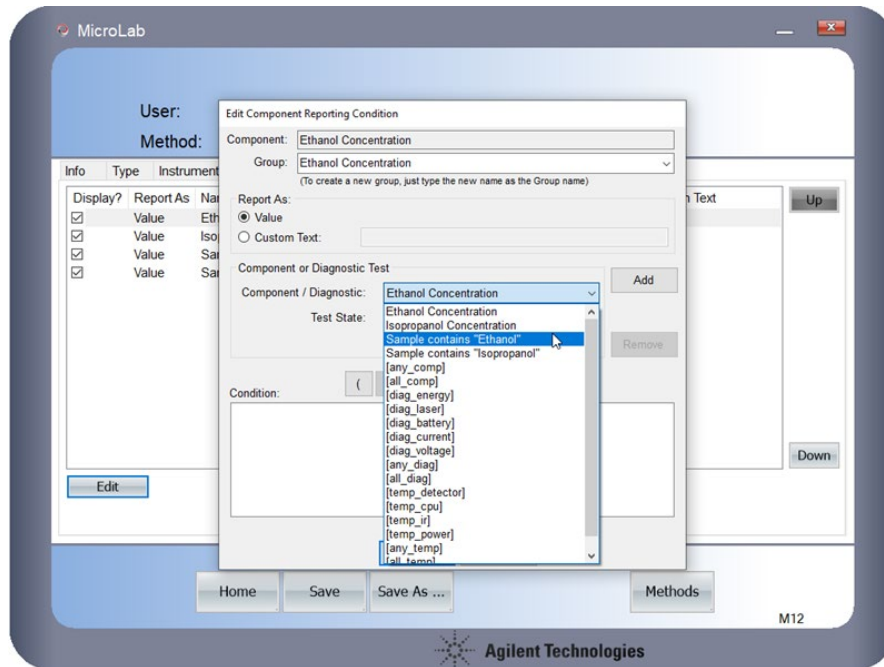 MicroLab
User:
Method:
Edit Component Reporting Condition
Component: Ethanol Concentration
Group: Ethanol Concentration
(To create a new group, just type the new name as the Group name)
Info Type Instrument
Display? Report As Text Up
Value
Value
Value
Value
Report As:
Value
Custom Text:
Component or Diagnostic Test
Component / Diagnostic: Ethanol Concentration
Add
Test State:
Ethanol Concentration
Isopropanol Concentration
Sample contains "Ethanol"
Sample contains "Isopropanol"
Remove
[any_comp]
[all_comp]
[diag_energy]
[diag_laser]
[diag_battery]
[diag_current]
[diag_voltage]
[any_diag]
[all_diag]
[temp_detector]
[temp_cpu]
[temp_ir]
[temp_power]
[any_temp]
[all_temp]
(
Condition:
Down
Edit
Home Save Save As ... Methods
M12
Agilent Technologies